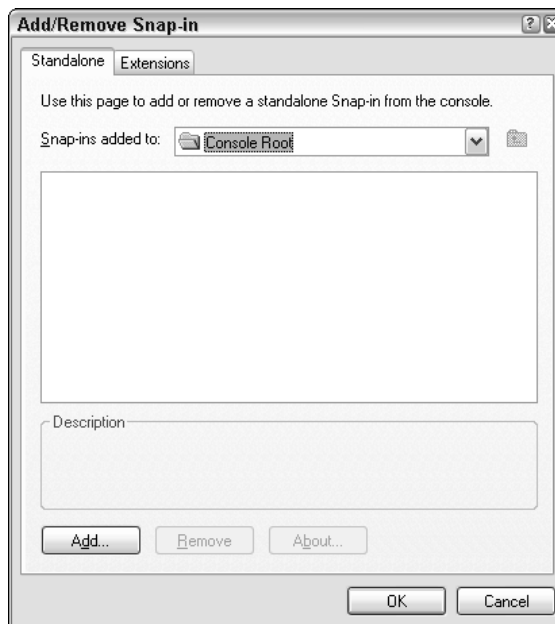 Add/Remove Snap-in
Standalone Extensions
Use this page to add or remove a standalone Snap-in from the console.
Snap-ins added to: Console Root
Description
Add... Remove About...
OK Cancel